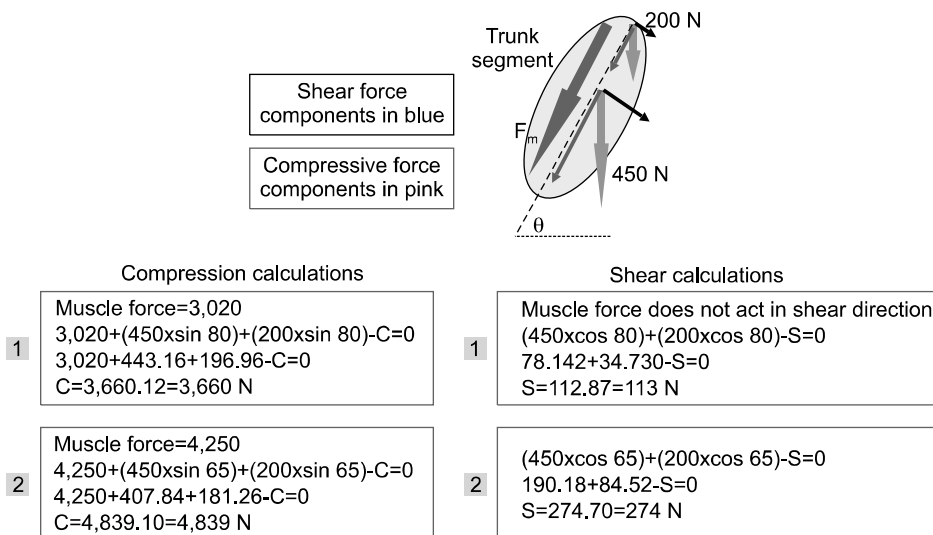 200 N
Trunk
segment
Shear force
components in blue
Fm
Compressive force
components in pink
450 N
θ
Compression calculations
1
Muscle force=3,020
3,020+(450xsin 80)+(200xsin 80)-C=0
3,020+443.16+196.96-C=0
C=3,660.12=3,660 N
2
Muscle force=4,250
4,250+(450xsin 65)+(200xsin 65)-C=0
4,250+407.84+181.26-C=0
C=4,839.10=4,839 N
Shear calculations
1
Muscle force does not act in shear direction
(450xcos 80)+(200xcos 80)-S=0
78.142+34.730-S=0
S=112.87=113 N
2
(450xcos 65)+(200xcos 65)-S=0
190.18+84.52-S=0
S=274.70=274 N